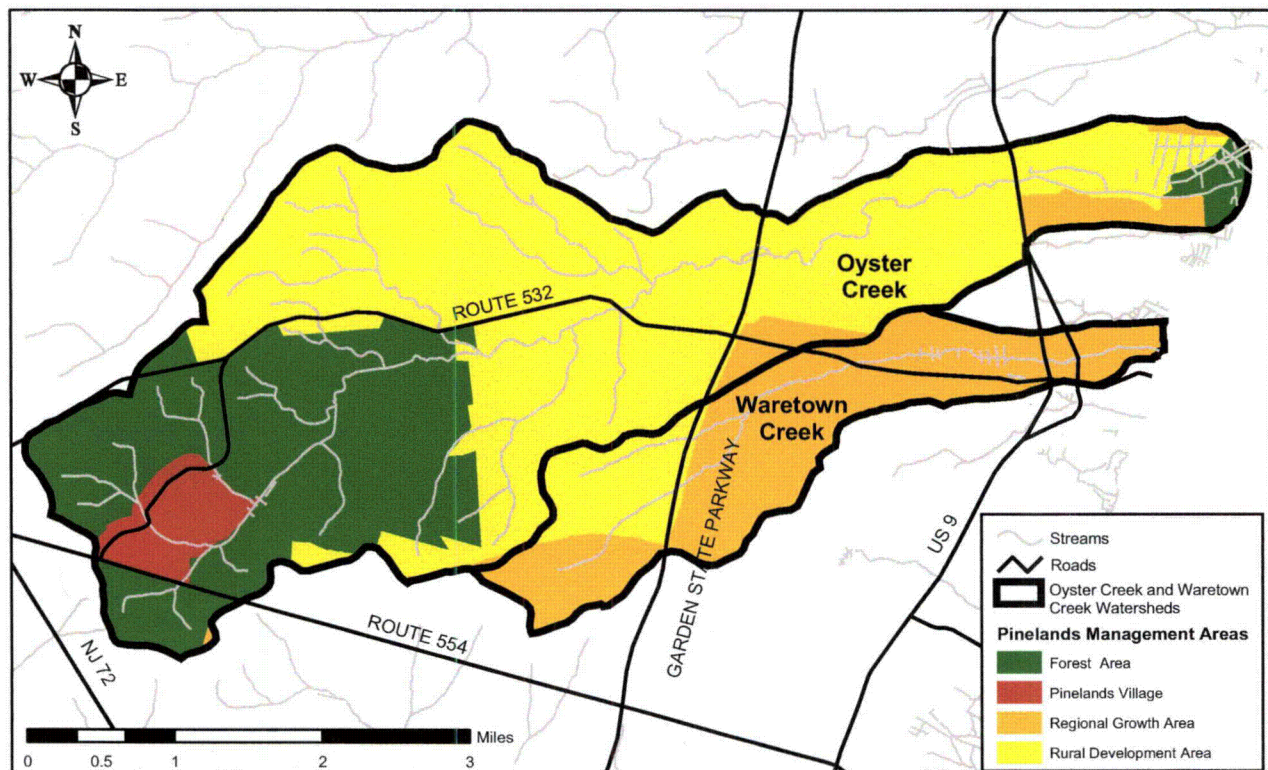 N
W E
S
ROUTE 532
Oyster
Creek
Waretown
Creek
GARDEN STATE PARKWAY
US 9
ROUTE 554
NJ 72
Miles
0 0.5 1 2 3
Streams
Roads
Oyster Creek and Waretown
Creek Watersheds
Pinelands Management Areas
Forest Area
Pinelands Village
Regional Growth Area
Rural Development Area